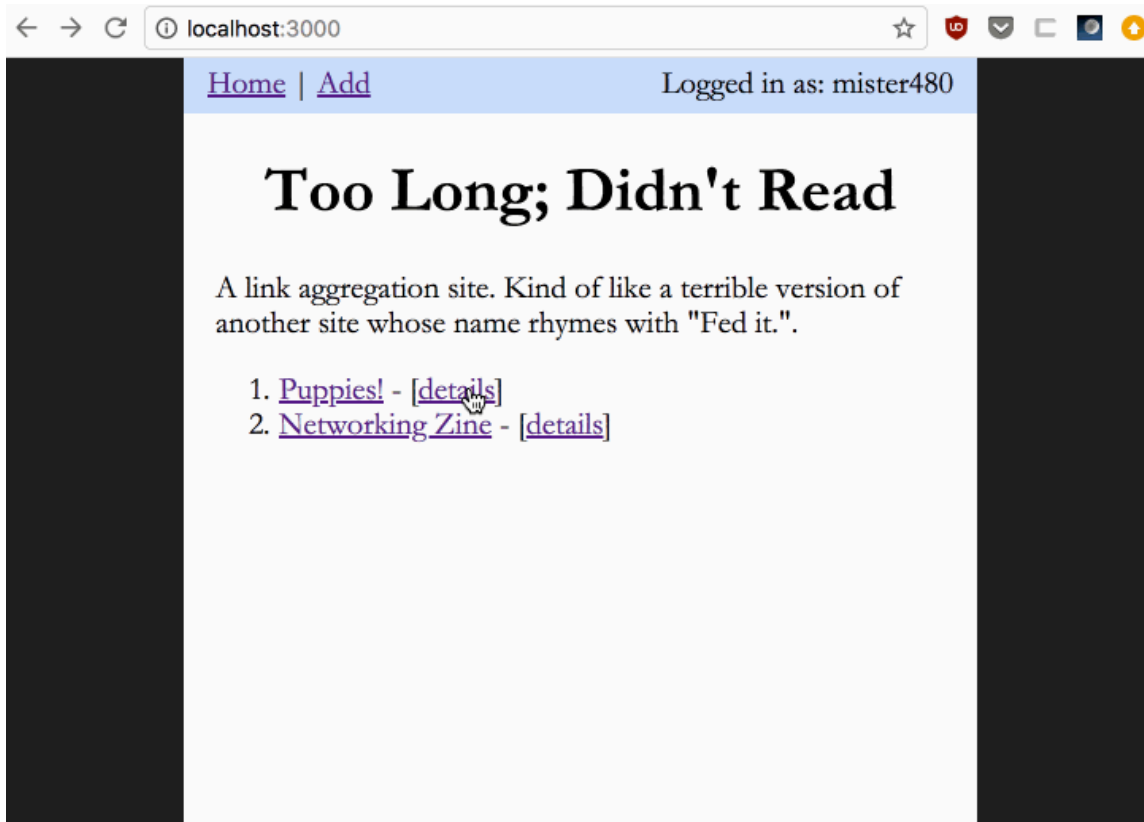 localhost:3000
Home | Add Logged in as: mister480
Too Long; Didn't Read
A link aggregation site. Kind of like a terrible version of
another site whose name rhymes with "Fed it.".
1. Puppies! - [details]
2. Networking Zine - [details]